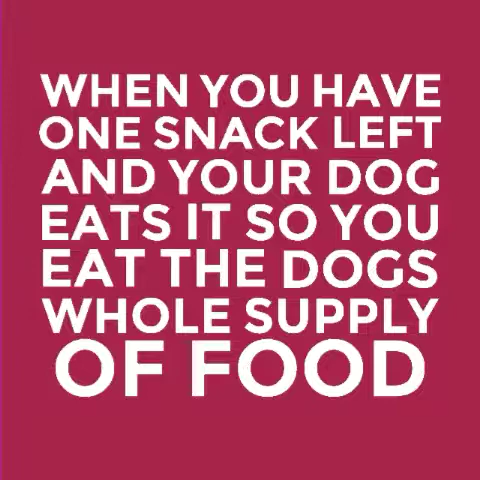 WHEN YOU HAVE
ONE SNACK LEFT
AND YOUR DOG
EATS IT SO YOU
EAT THE DOGS
WHOLE SUPPLY
OF FOOD